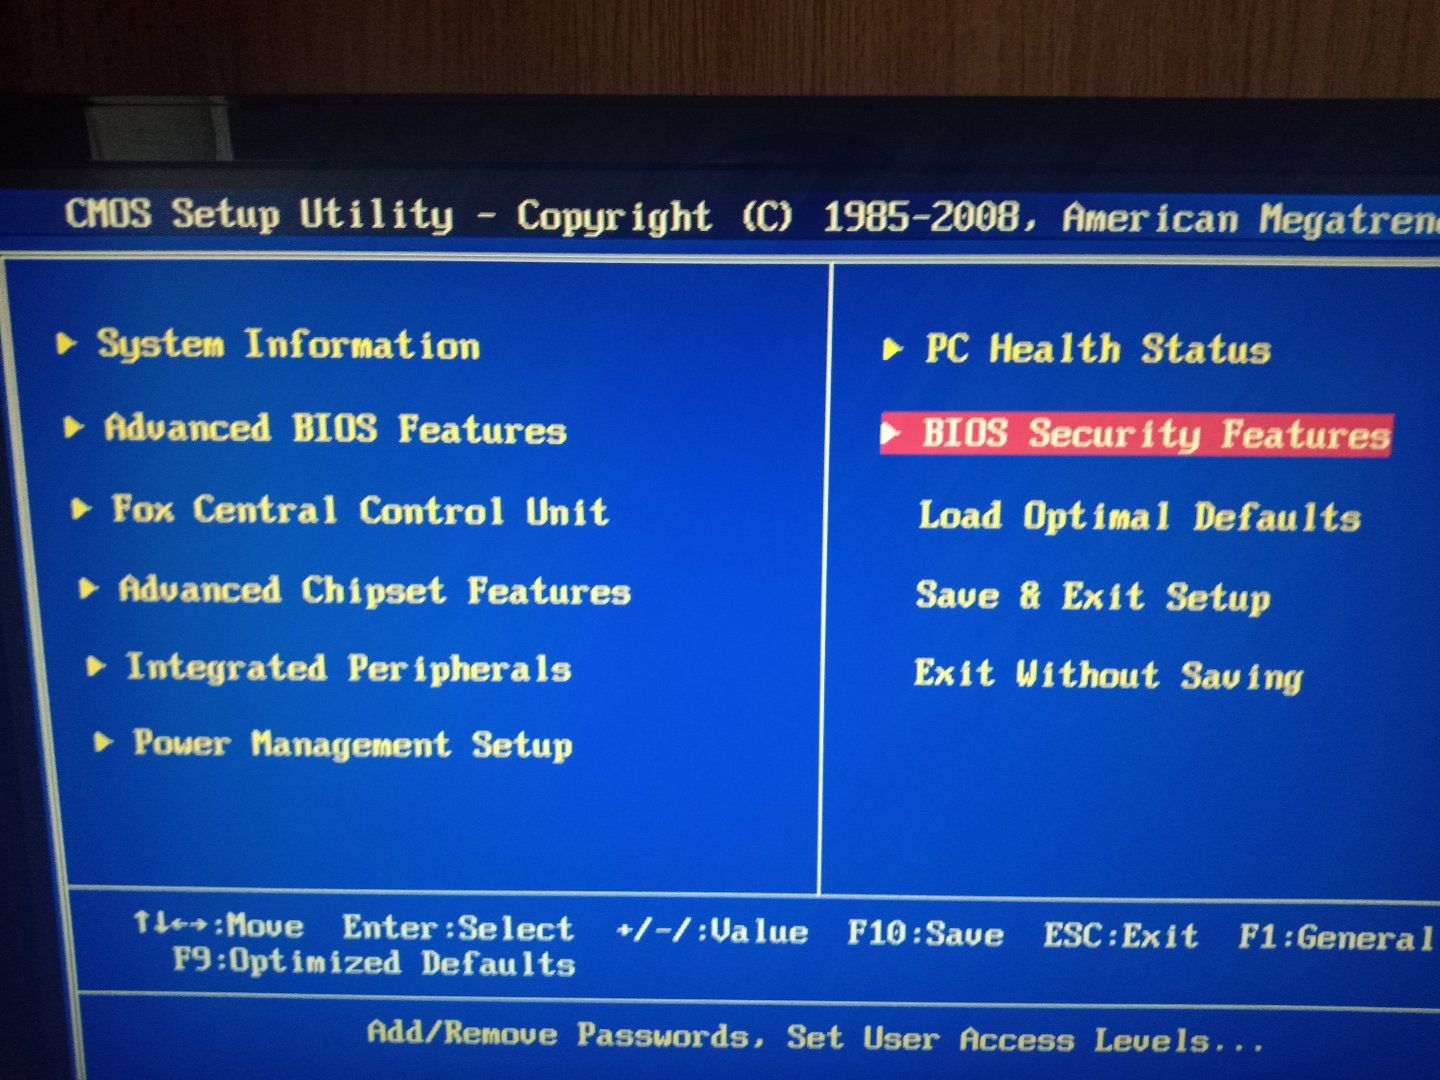 CMOS Setup Utility - Copyright (C) 1985-2008, American
▶ System Information
▶ Advanced BIOS Features
▶ Fox Central Control Unit
▶ Advanced Chipset Features
▶ Integrated Peripherals
▶ Power Management Setup
▶ PC Health Status
▶ BIOS Security Features
Load Optimal Defaults
Save & Exit Setup
Exit Without Saving
↑↓←→:Move Enter:Select +/-/:Value F10:Save ESC:Exit F1:General
F9:Optimized Defaults
Add/Remove Passwords, Set User Access Levels...